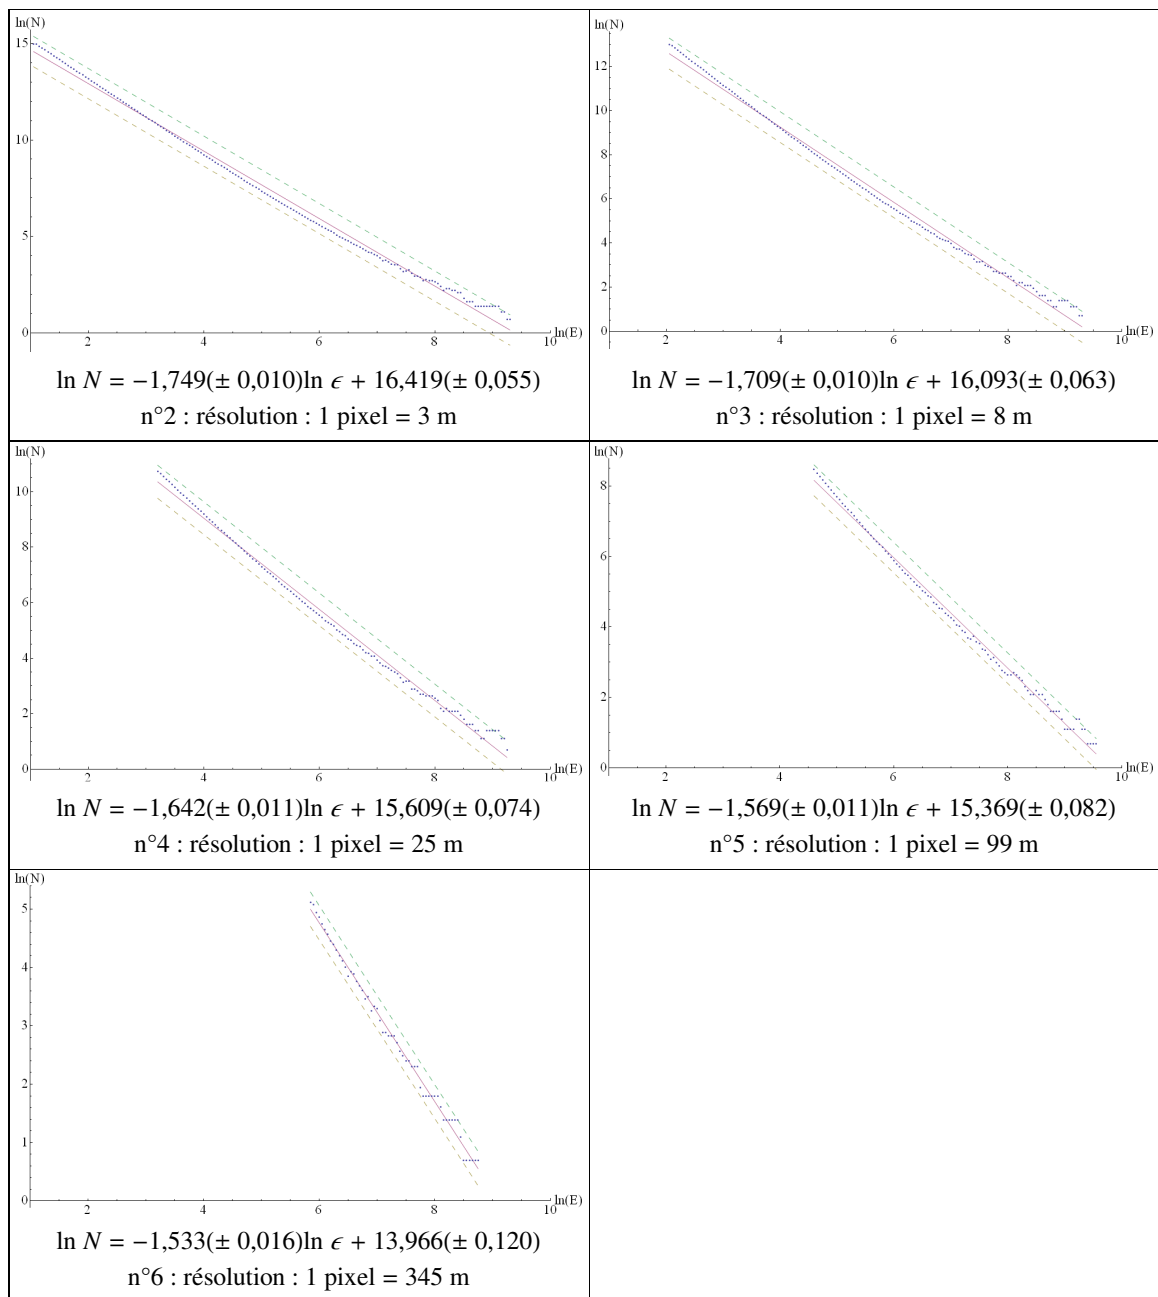 ln(N)
15
10
5
0
2
4
6
8
10
ln(E)
ln N = −1,749(± 0,010)ln ϵ + 16,419(± 0,055)
n°2 : résolution : 1 pixel = 3 m
ln(N)
12
10
8
6
4
2
0
2
4
6
8
10
ln(E)
ln N = −1,709(± 0,010)ln ϵ + 16,093(± 0,063)
n°3 : résolution : 1 pixel = 8 m
ln(N)
10
8
6
4
2
0
2
4
6
8
10
ln(E)
ln N = −1,642(± 0,011)ln ϵ + 15,609(± 0,074)
n°4 : résolution : 1 pixel = 25 m
ln(N)
8
6
4
2
0
2
4
6
8
10
ln(E)
ln N = −1,569(± 0,011)ln ϵ + 15,369(± 0,082)
n°5 : résolution : 1 pixel = 99 m
ln(N)
5
4
3
2
1
0
2
4
6
8
10
ln(E)
ln N = −1,533(± 0,016)ln ϵ + 13,966(± 0,120)
n°6 : résolution : 1 pixel = 345 m